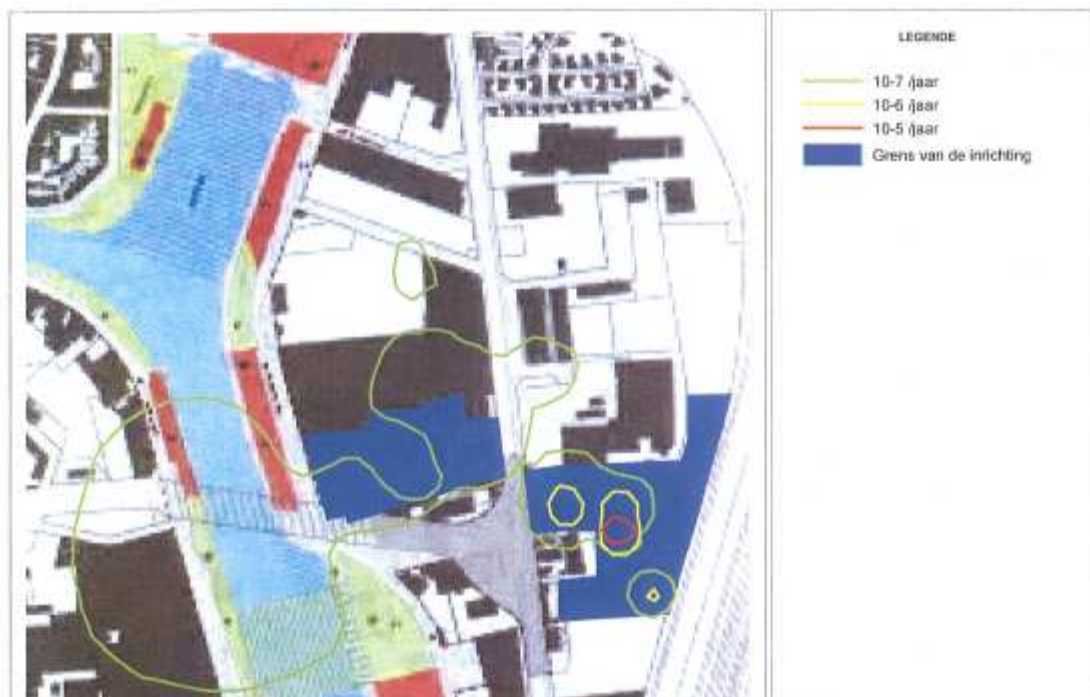 LEGENDE
10-7 /jaar
10-6 /jaar
10-5 /jaar
Grens van de inrichting